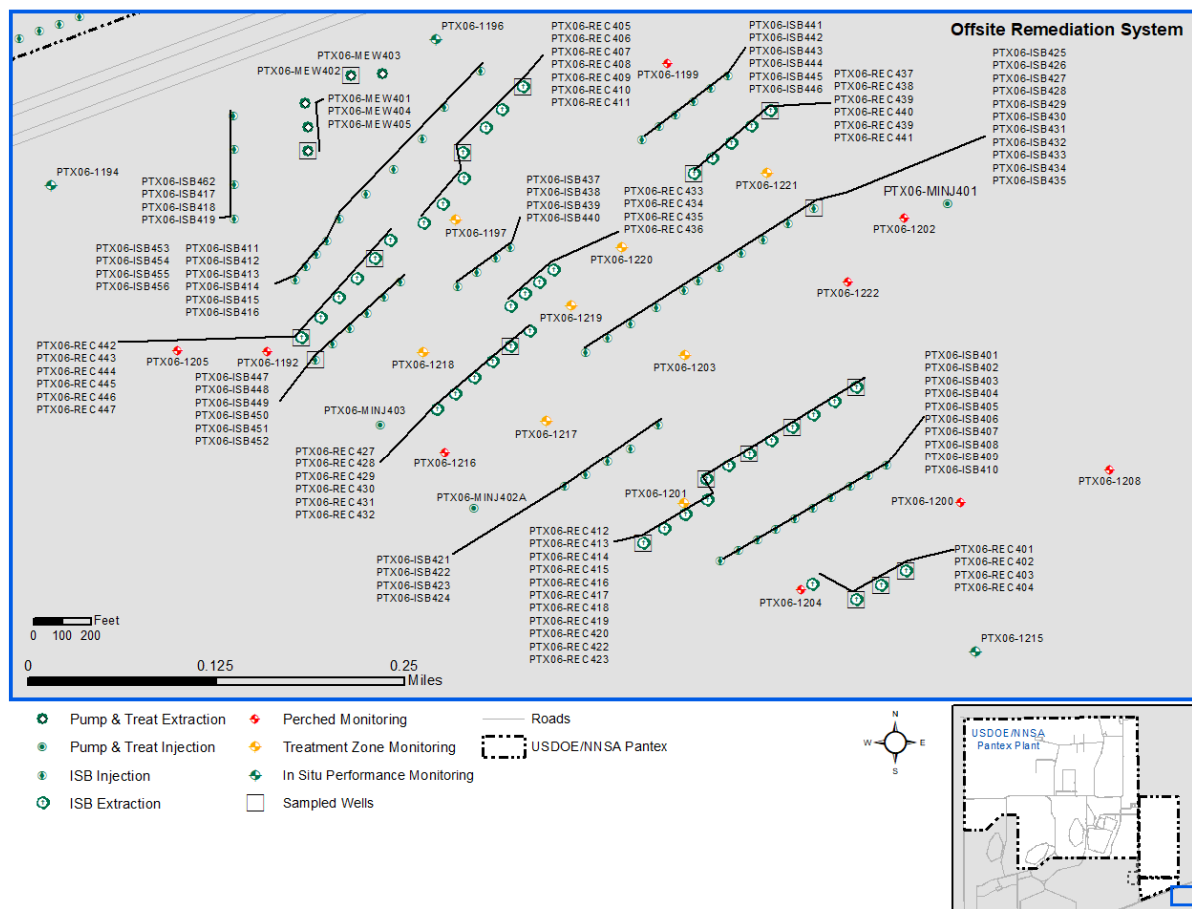 Offsite Remediation System
PTX06-1196
PTX06-MEW403
PTX06-MEW402
PTX06-MEW401
PTX06-MEW404
PTX06-MEW405
PTX06-REC405
PTX06-REC406
PTX06-REC407
PTX06-REC408
PTX06-REC409
PTX06-REC410
PTX06-REC411
PTX06-1199
PTX06-ISB441
PTX06-ISB442
PTX06-ISB443
PTX06-ISB444
PTX06-ISB445
PTX06-ISB446
PTX06-REC437
PTX06-REC438
PTX06-REC439
PTX06-REC440
PTX06-REC439
PTX06-REC441
PTX06-ISB425
PTX06-ISB426
PTX06-ISB427
PTX06-ISB428
PTX06-ISB429
PTX06-ISB430
PTX06-ISB431
PTX06-ISB432
PTX06-ISB433
PTX06-ISB434
PTX06-ISB435
PTX06-1194
PTX06-ISB462
PTX06-ISB417
PTX06-ISB418
PTX06-ISB419
PTX06-ISB437
PTX06-ISB438
PTX06-ISB439
PTX06-ISB440
PTX06-1197
PTX06-REC433
PTX06-REC434
PTX06-REC435
PTX06-REC436
PTX06-1221
PTX06-MINJ401
PTX06-1202
PTX06-1220
PTX06-ISB453
PTX06-ISB454
PTX06-ISB455
PTX06-ISB456
PTX06-ISB411
PTX06-ISB412
PTX06-ISB413
PTX06-ISB414
PTX06-ISB415
PTX06-ISB416
PTX06-1222
PTX06-1219
PTX06-REC442
PTX06-REC443
PTX06-REC444
PTX06-REC445
PTX06-REC446
PTX06-REC447
PTX06-1205
PTX06-1192
PTX06-1218
PTX06-1203
PTX06-ISB447
PTX06-ISB448
PTX06-ISB449
PTX06-ISB450
PTX06-ISB451
PTX06-ISB452
PTX06-MINJ403
PTX06-ISB401
PTX06-ISB402
PTX06-ISB403
PTX06-ISB404
PTX06-ISB405
PTX06-ISB406
PTX06-ISB407
PTX06-ISB408
PTX06-ISB409
PTX06-ISB410
PTX06-1217
PTX06-1216
PTX06-REC427
PTX06-REC428
PTX06-REC429
PTX06-REC430
PTX06-REC431
PTX06-REC432
PTX06-MINJ402A
PTX06-1201
PTX06-1200
PTX06-1208
PTX06-ISB421
PTX06-ISB422
PTX06-ISB423
PTX06-ISB424
PTX06-REC412
PTX06-REC413
PTX06-REC414
PTX06-REC415
PTX06-REC416
PTX06-REC417
PTX06-REC418
PTX06-REC419
PTX06-REC420
PTX06-REC422
PTX06-REC423
PTX06-REC401
PTX06-REC402
PTX06-REC403
PTX06-REC404
PTX06-1204
PTX06-1215
Feet
0 100 200
0 0.125 0.25
Miles
Pump & Treat Extraction
Pump & Treat Injection
ISB Injection
ISB Extraction
Perched Monitoring
Treatment Zone Monitoring
In Situ Performance Monitoring
Sampled Wells
Roads
USDOE/NNSA Pantex
N
W E
S
USDOE/NNSA
Pantex Plant